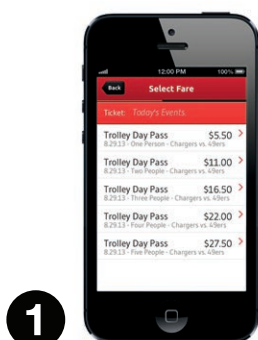 12:00 PM 100%
Back Select Fare
Ticket: Today's Events
Trolley Day Pass $5.50
8.29.13 - One Person - Chargers vs. 49ers
Trolley Day Pass $11.00
8.29.13 - Two People - Chargers vs. 49ers
Trolley Day Pass $16.50
8.29.13 - Three People - Chargers vs. 49ers
Trolley Day Pass $22.00
8.29.13 - Four People - Chargers vs. 49ers
Trolley Day Pass $27.50
8.29.13 - Five People - Chargers vs. 49ers
1